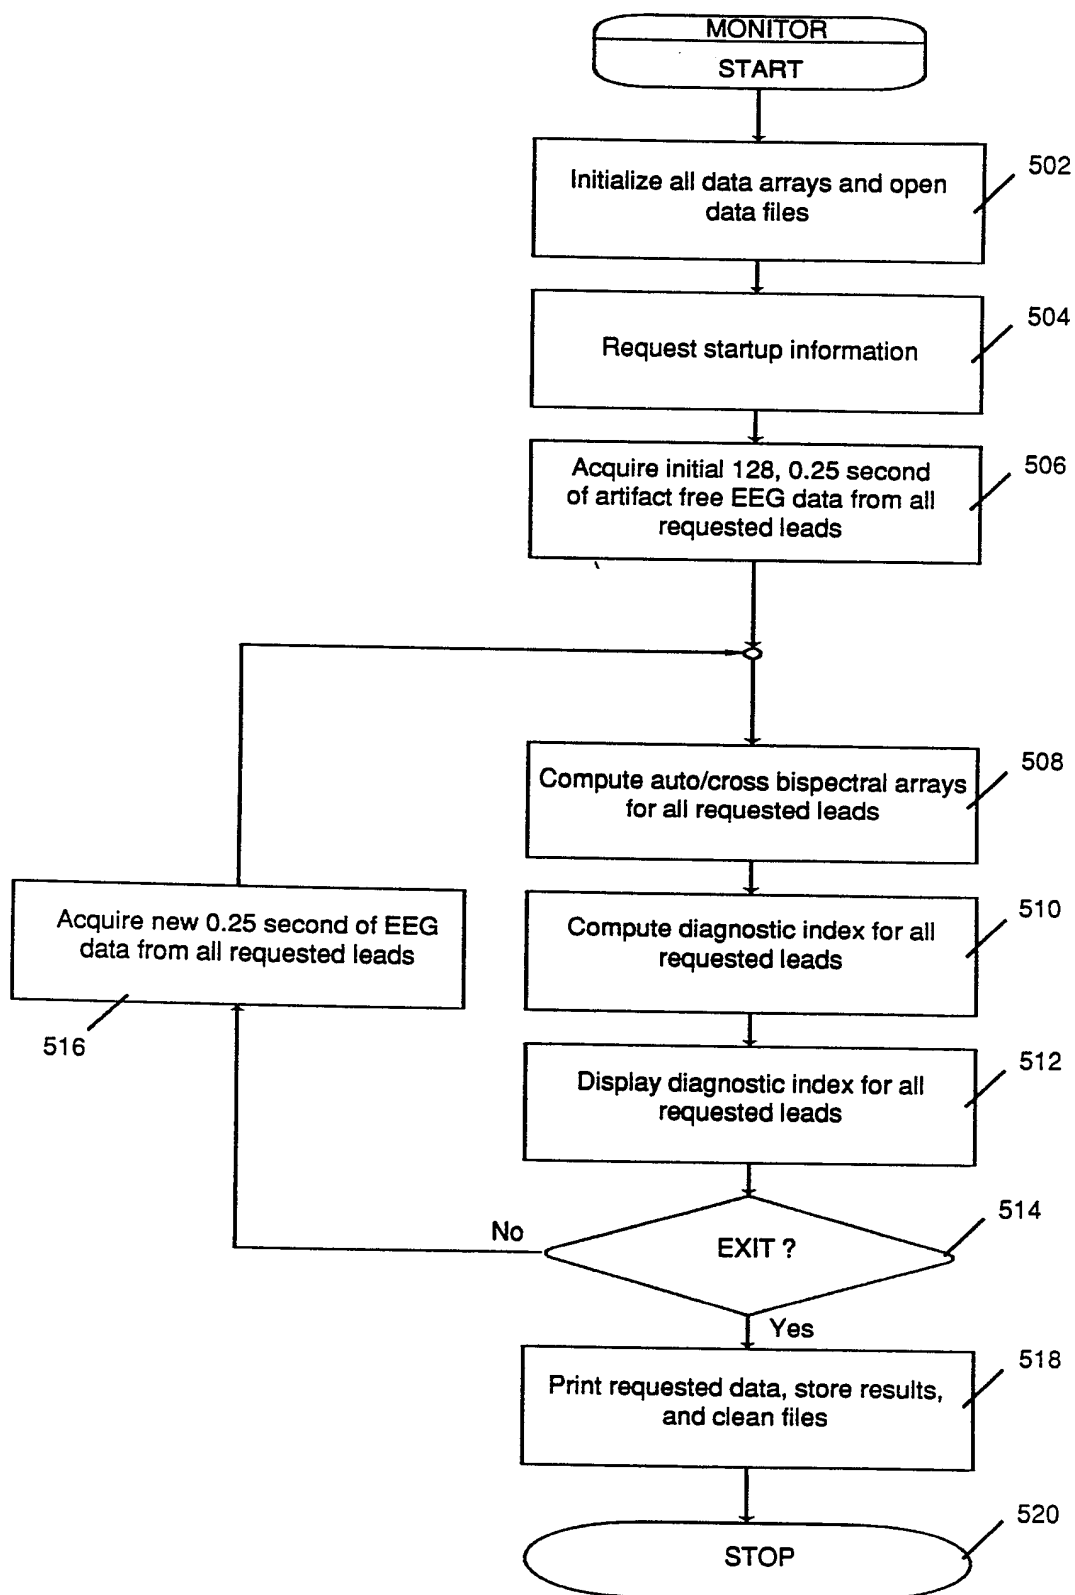 MONITOR
START
502
Initialize all data arrays and open
data files
504
Request startup information
506
Acquire initial 128, 0.25 second
of artifact free EEG data from all
requested leads
508
Compute auto/cross bispectral arrays
for all requested leads
Acquire new 0.25 second of EEG
data from all requested leads
516
510
Compute diagnostic index for all
requested leads
512
Display diagnostic index for all
requested leads
514
No
EXIT ?
Yes
518
Print requested data, store results,
and clean files
520
STOP